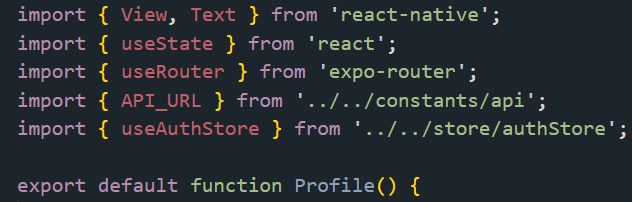 import { View, Text } from 'react-native';
import { useState } from 'react';
import { useRouter } from 'expo-router';
import { API_URL } from '../../constants/api';
import { useAuthStore } from '../../store/authStore';
export default function Profile() {